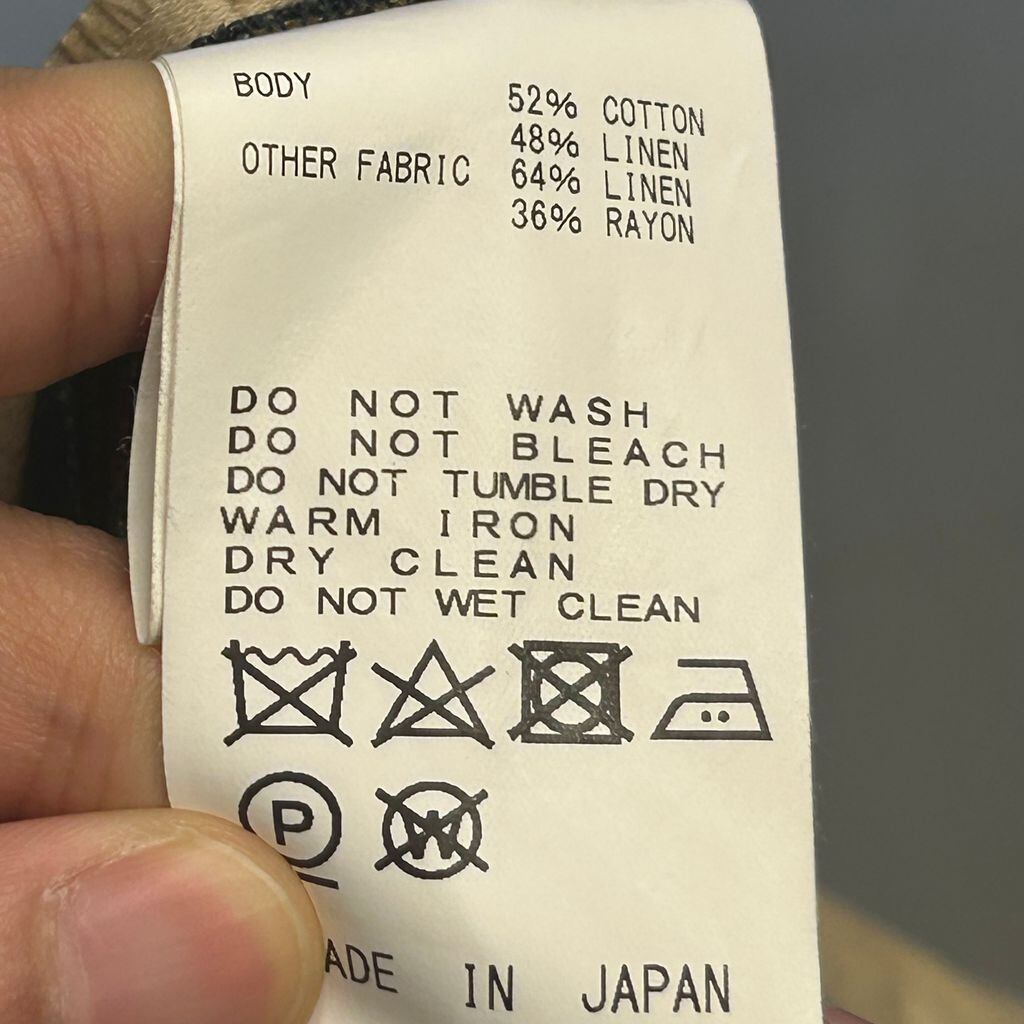 BODY 52% COTTON
48% LINEN
OTHER FABRIC 64% LINEN
36% RAYON
DO NOT WASH
DO NOT BLEACH
DO NOT TUMBLE DRY
WARM IRON
DRY CLEAN
DO NOT WET CLEAN
P W
ADE IN JAPAN